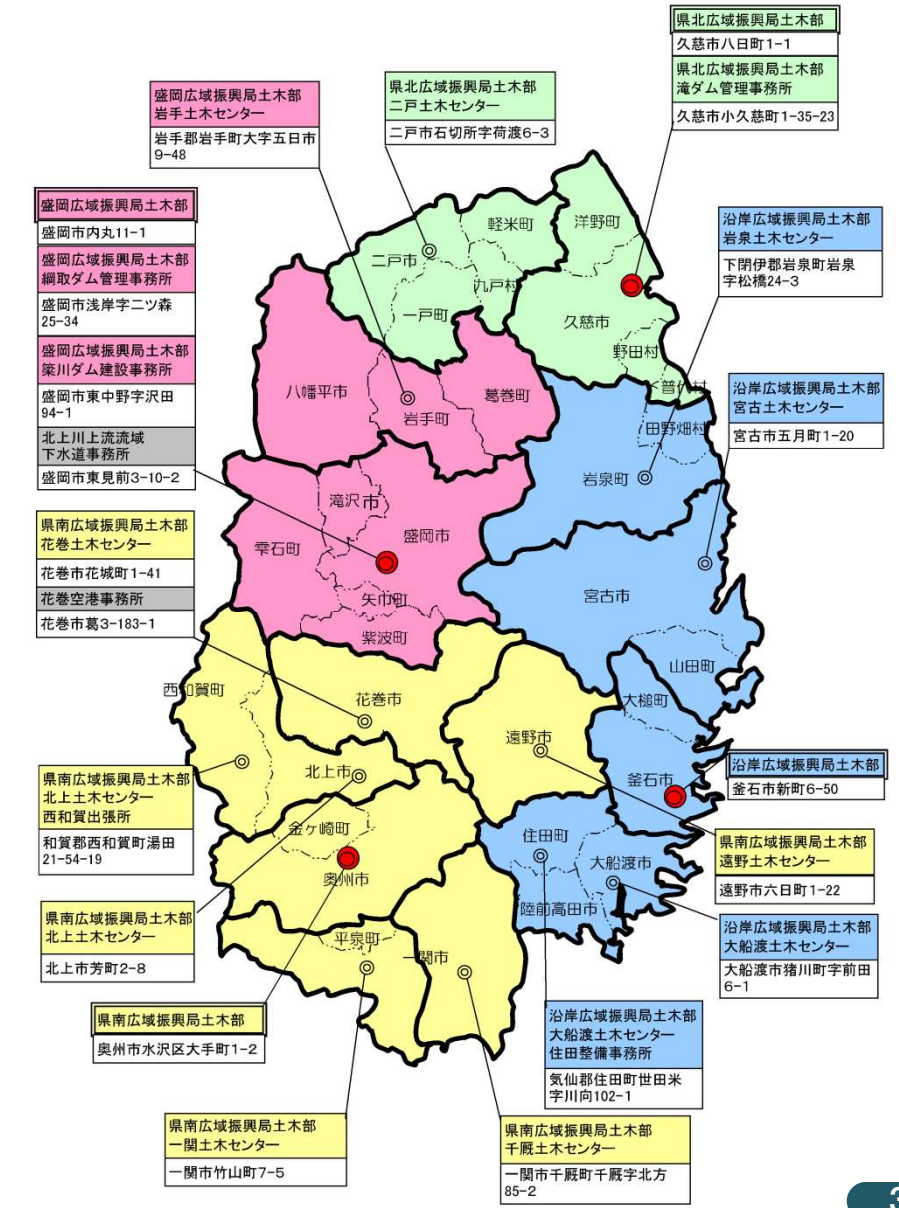 県北広域振興局土木部
久慈市八日町1-1
県北広域振興局土木部
滝ダム管理事務所
久慈市小久慈町1-35-23
県北広域振興局土木部
二戸土木センター
二戸市石切所字荷渡6-3
盛岡広域振興局土木部
岩手土木センター
岩手郡岩手町大字五日市
9-48
盛岡広域振興局土木部
盛岡市内丸11-1
盛岡広域振興局土木部
綱取ダム管理事務所
盛岡市浅岸字二ツ森
25-34
盛岡広域振興局土木部
簗川ダム建設事務所
盛岡市東中野字沢田
94-1
北上川上流流域
下水道事務所
盛岡市東見前3-10-2
県南広域振興局土木部
花巻土木センター
花巻市花城町1-41
花巻空港事務所
花巻市葛3-183-1
県南広域振興局土木部
北上土木センター
西和賀出張所
和賀郡西和賀町湯田
21-54-19
県南広域振興局土木部
北上土木センター
北上市芳町2-8
県南広域振興局土木部
奥州市水沢区大手町1-2
県南広域振興局土木部
一関土木センター
一関市竹山町7-5
県南広域振興局土木部
千厩土木センター
一関市千厩町千厩字北方
85-2
沿岸広域振興局土木部
大船渡土木センター
住田整備事務所
気仙郡住田町世田米
字川向102-1
沿岸広域振興局土木部
大船渡土木センター
大船渡市猪川町字前田
6-1
県南広域振興局土木部
遠野土木センター
遠野市六日町1-22
沿岸広域振興局土木部
釜石市新町6-50
沿岸広域振興局土木部
宮古土木センター
宮古市五月町1-20
沿岸広域振興局土木部
岩泉土木センター
下閉伊郡岩泉町岩泉
字松橋24-3
洋野町
軽米町
二戸市
九戸村
一戸町
久慈市
野田村
普代村
八幡平市
岩手町
葛巻町
田野畑村
岩泉町
滝沢市
盛岡市
雫石町
矢巾町
紫波町
宮古市
山田町
大槌町
西和賀町
花巻市
遠野市
北上市
釜石市
金ヶ崎町
奥州市
住田町
大船渡市
陸前高田市
平泉町
一関市
3